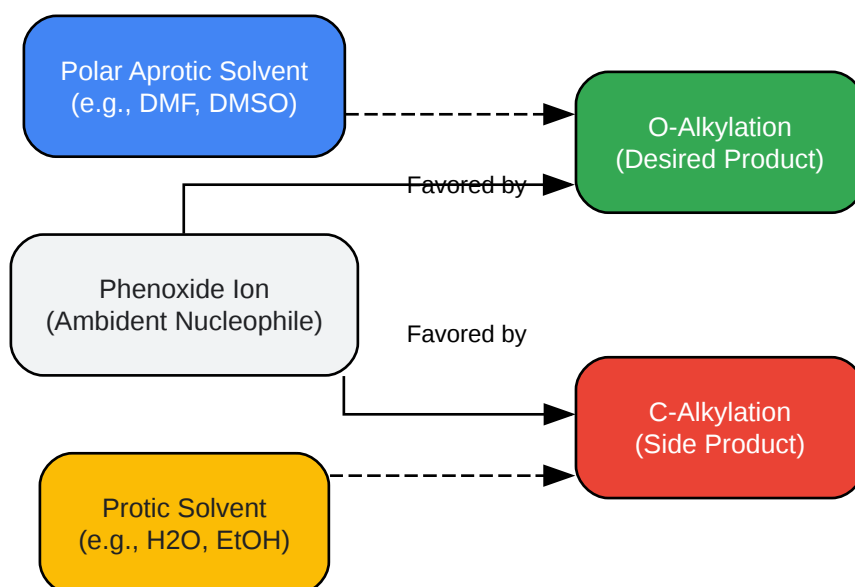 Polar Aprotic Solvent
(e.g., DMF, DMSO)
O-Alkylation
(Desired Product)
Favored by
Phenoxide Ion
(Ambident Nucleophile)
Favored by
C-Alkylation
(Side Product)
Protic Solvent
(e.g., H2O, EtOH)